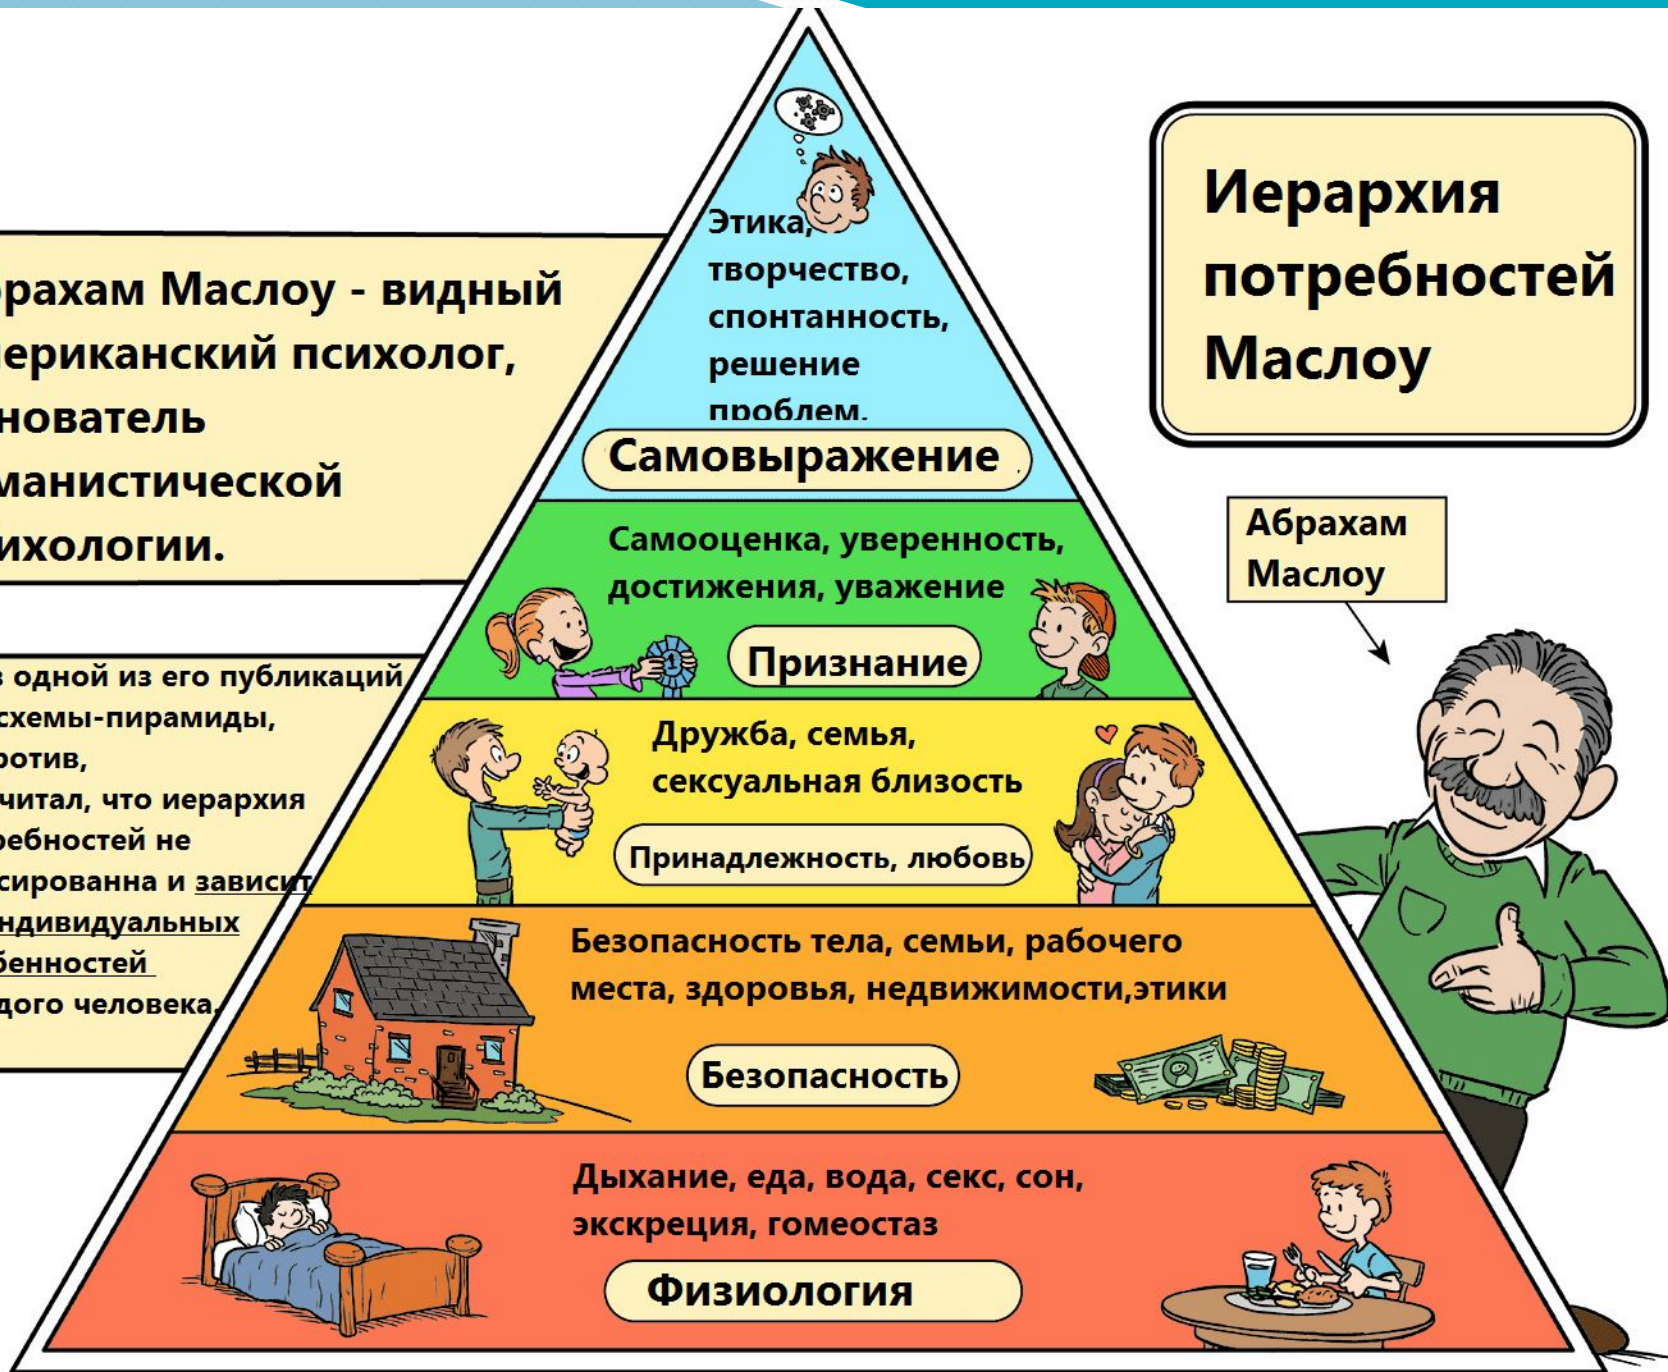 Иерархия
потребностей
Маслоу
рахам Маслоу - видный
ериканский психолог,
нователь
манистической
ихологии.
в одной из его публикаций
схемы-пирамиды,
ротив,
читал, что иерархия
ребностей не
сированна и зависит
ндивидуальных
бенностей
дого человека.
Этика,
творчество,
спонтанность,
решение
проблем.
Самовыражение
Самооценка, уверенность,
достижения, уважение
1
Признание
Дружба, семья,
сексуальная близость
Принадлежность, любовь
Безопасность тела, семьи, рабочего
места, здоровья, недвижимости,этики
Безопасность
Дыхание, еда, вода, секс, сон,
экскреция, гомеостаз
Физиология
Абрахам
Маслоу